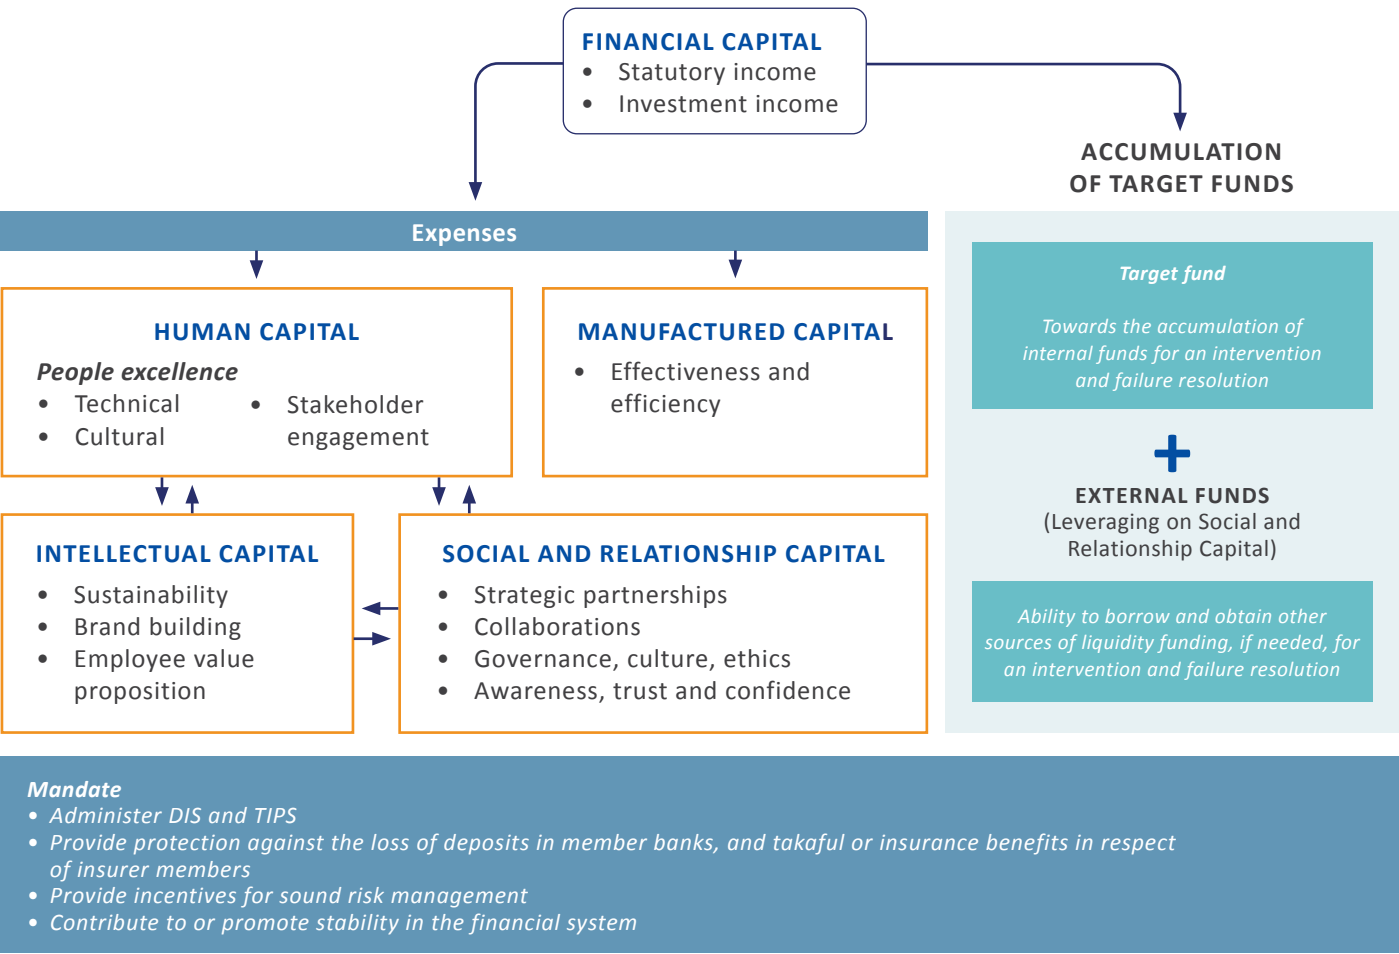 FINANCIAL CAPITAL
• Statutory income
• Investment income
ACCUMULATION
OF TARGET FUNDS
Expenses
HUMAN CAPITAL
People excellence
• Technical
• Cultural
• Stakeholder
engagement
MANUFACTURED CAPITAL
• Effectiveness and
efficiency
INTELLECTUAL CAPITAL
• Sustainability
• Brand building
• Employee value
proposition
SOCIAL AND RELATIONSHIP CAPITAL
• Strategic partnerships
• Collaborations
• Governance, culture, ethics
• Awareness, trust and confidence
Target fund
Towards the accumulation of
internal funds for an intervention
and failure resolution
+
EXTERNAL FUNDS
(Leveraging on Social and
Relationship Capital)
Ability to borrow and obtain other
sources of liquidity funding, if needed, for
an intervention and failure resolution
Mandate
• Administer DIS and TIPS
• Provide protection against the loss of deposits in member banks, and takaful or insurance benefits in respect
of insurer members
• Provide incentives for sound risk management
• Contribute to or promote stability in the financial system